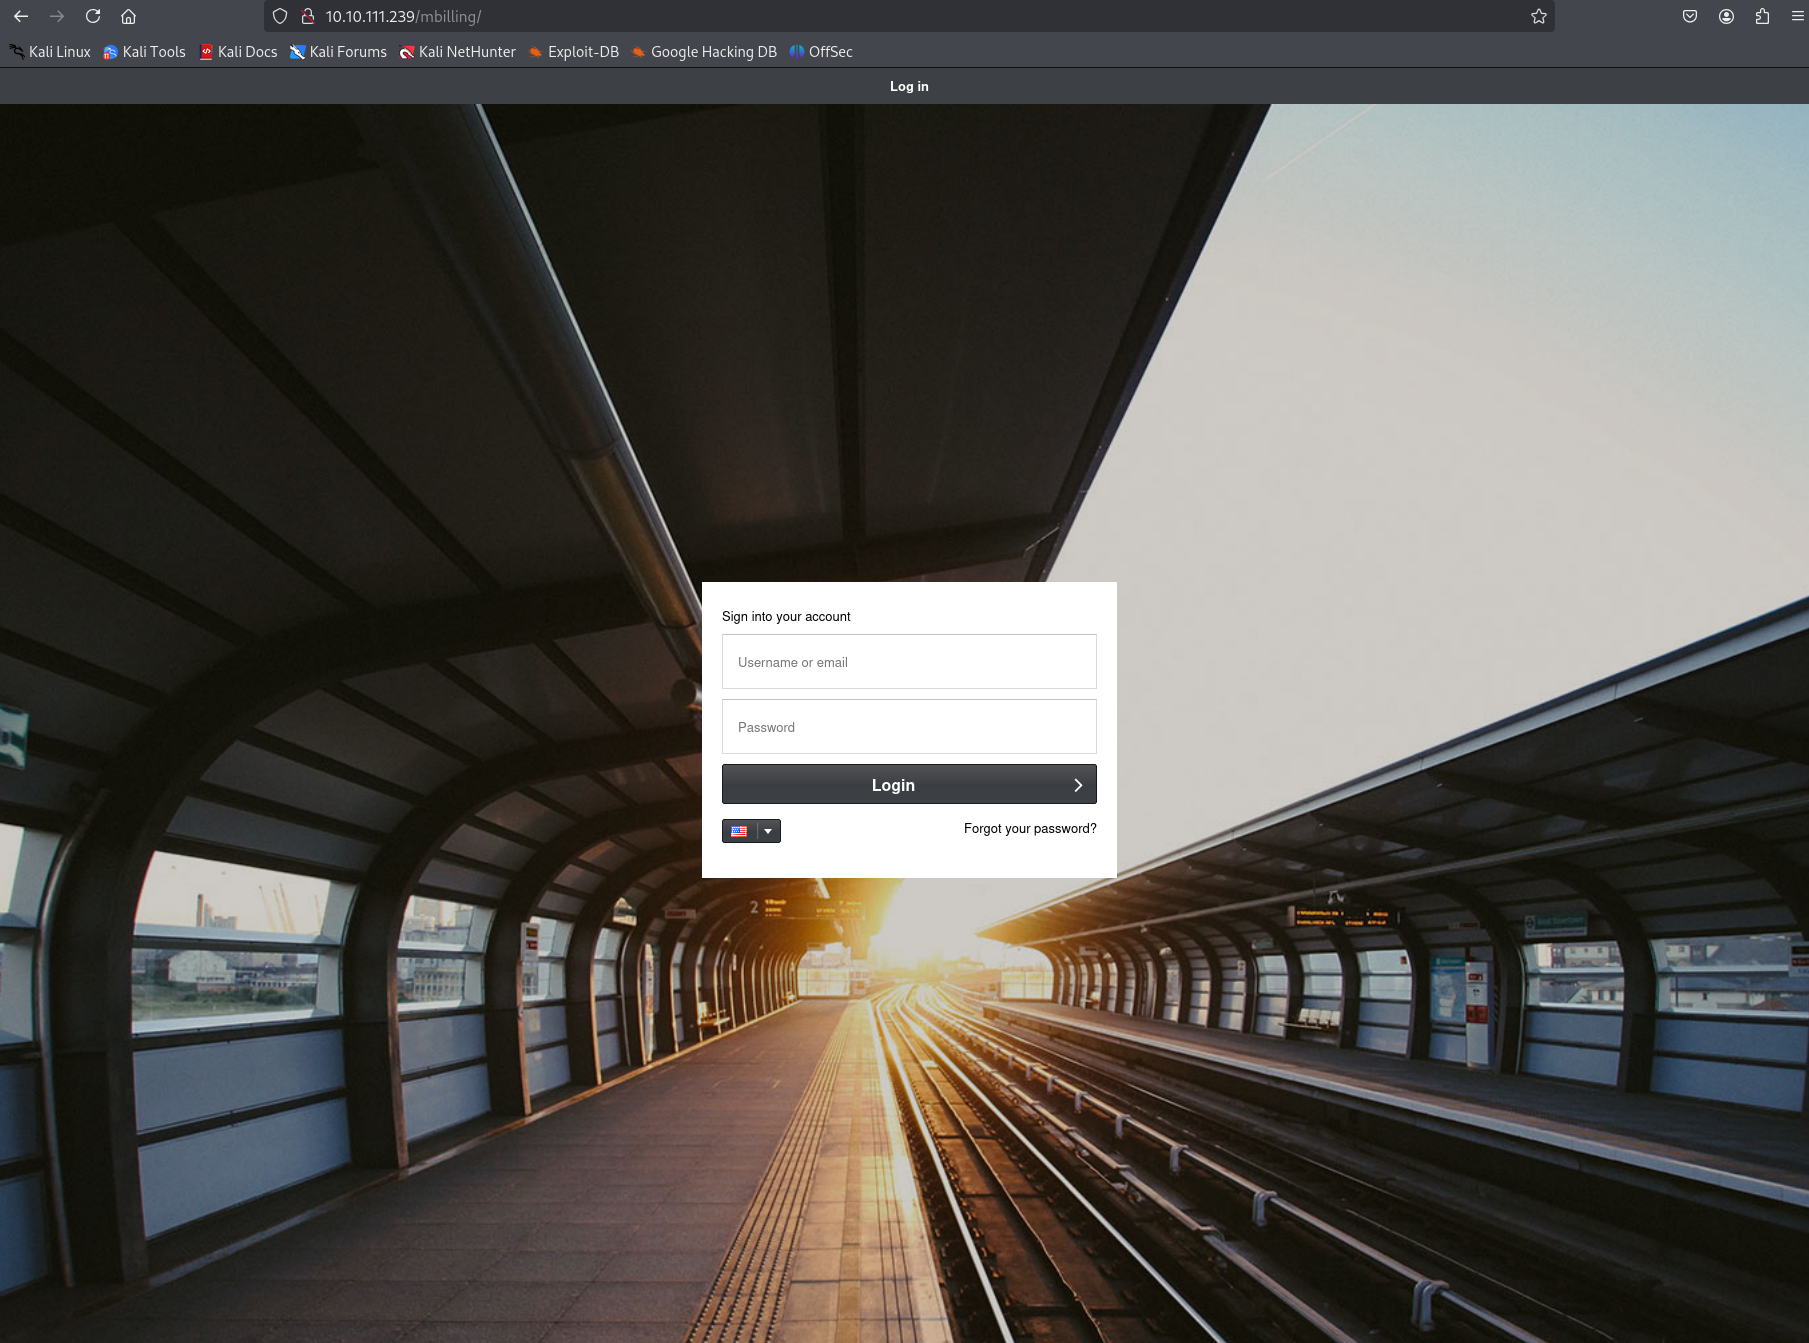 10.10.111.239/mbilling/
Kali Linux Kali Tools Kali Docs Kali Forums Kali NetHunter Exploit-DB Google Hacking DB OffSec
Log in
Sign into your account
Username or email
Password
Login
Forgot your password?
2